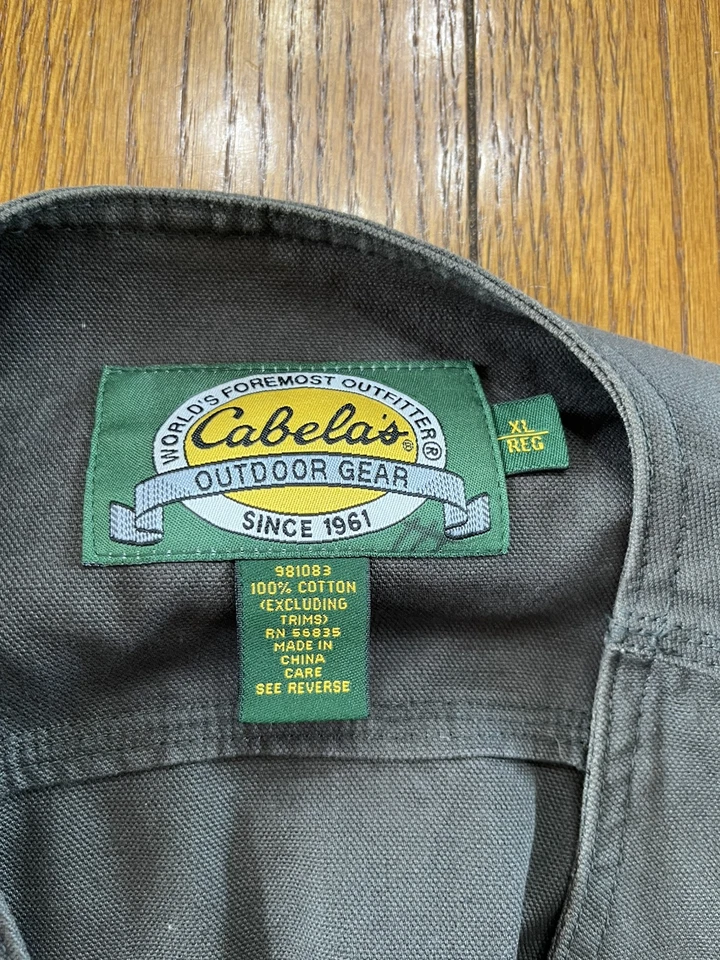 WORLD'S FOREMOST OUTFITTER®
Cabela's®
OUTDOOR GEAR
SINCE 1961
XL
REG
981083
100% COTTON
(EXCLUDING
TRIMS)
RN 56835
MADE IN
CHINA
CARE
SEE REVERSE